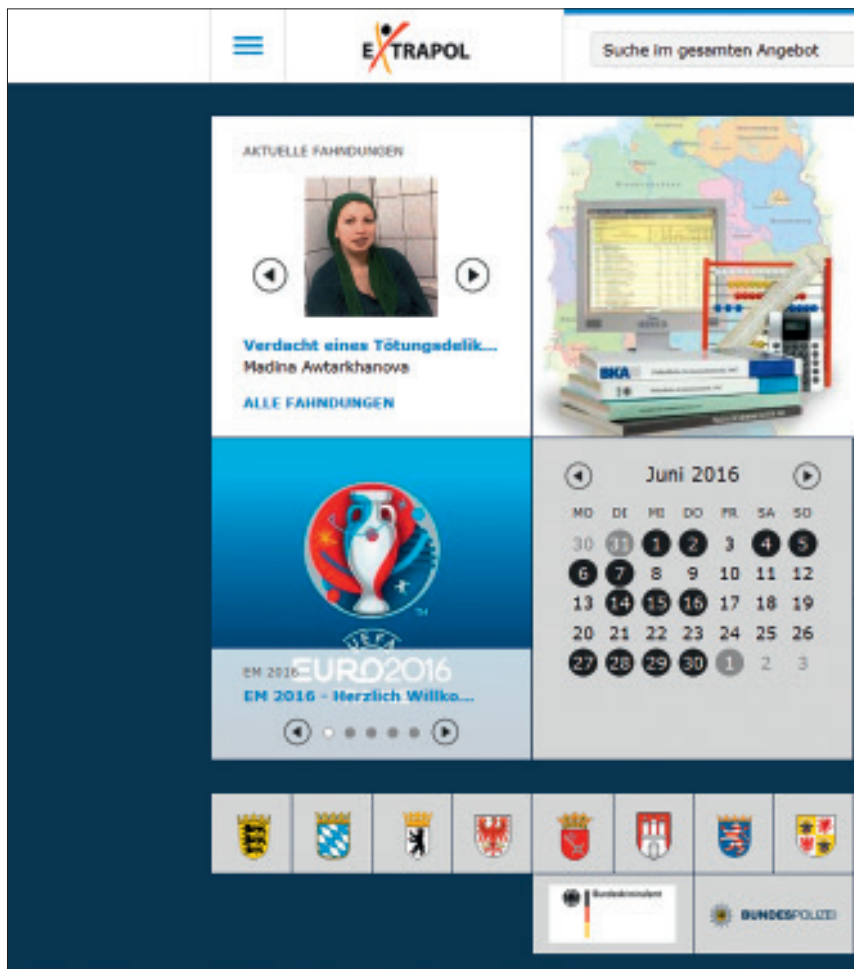 EXTRAPOL
Suche im gesamten Angebot
AKTUELLE FAHNDUNGEN
Verdacht eines Tötungsdelik...
Madina Awtarkhanova
ALLE FAHNDUNGEN
BKA
UEFA
EURO2016
TM
EM 2016
EM 2016 - Herzlich Willko...
Juni 2016
MO DI MI DO FR SA SO
30 31 1 2 3 4 5
6 7 8 9 10 11 12
13 14 15 16 17 18 19
20 21 22 23 24 25 26
27 28 29 30 1 2 3
Bundeskriminalamt
BUNDESPOLIZEI